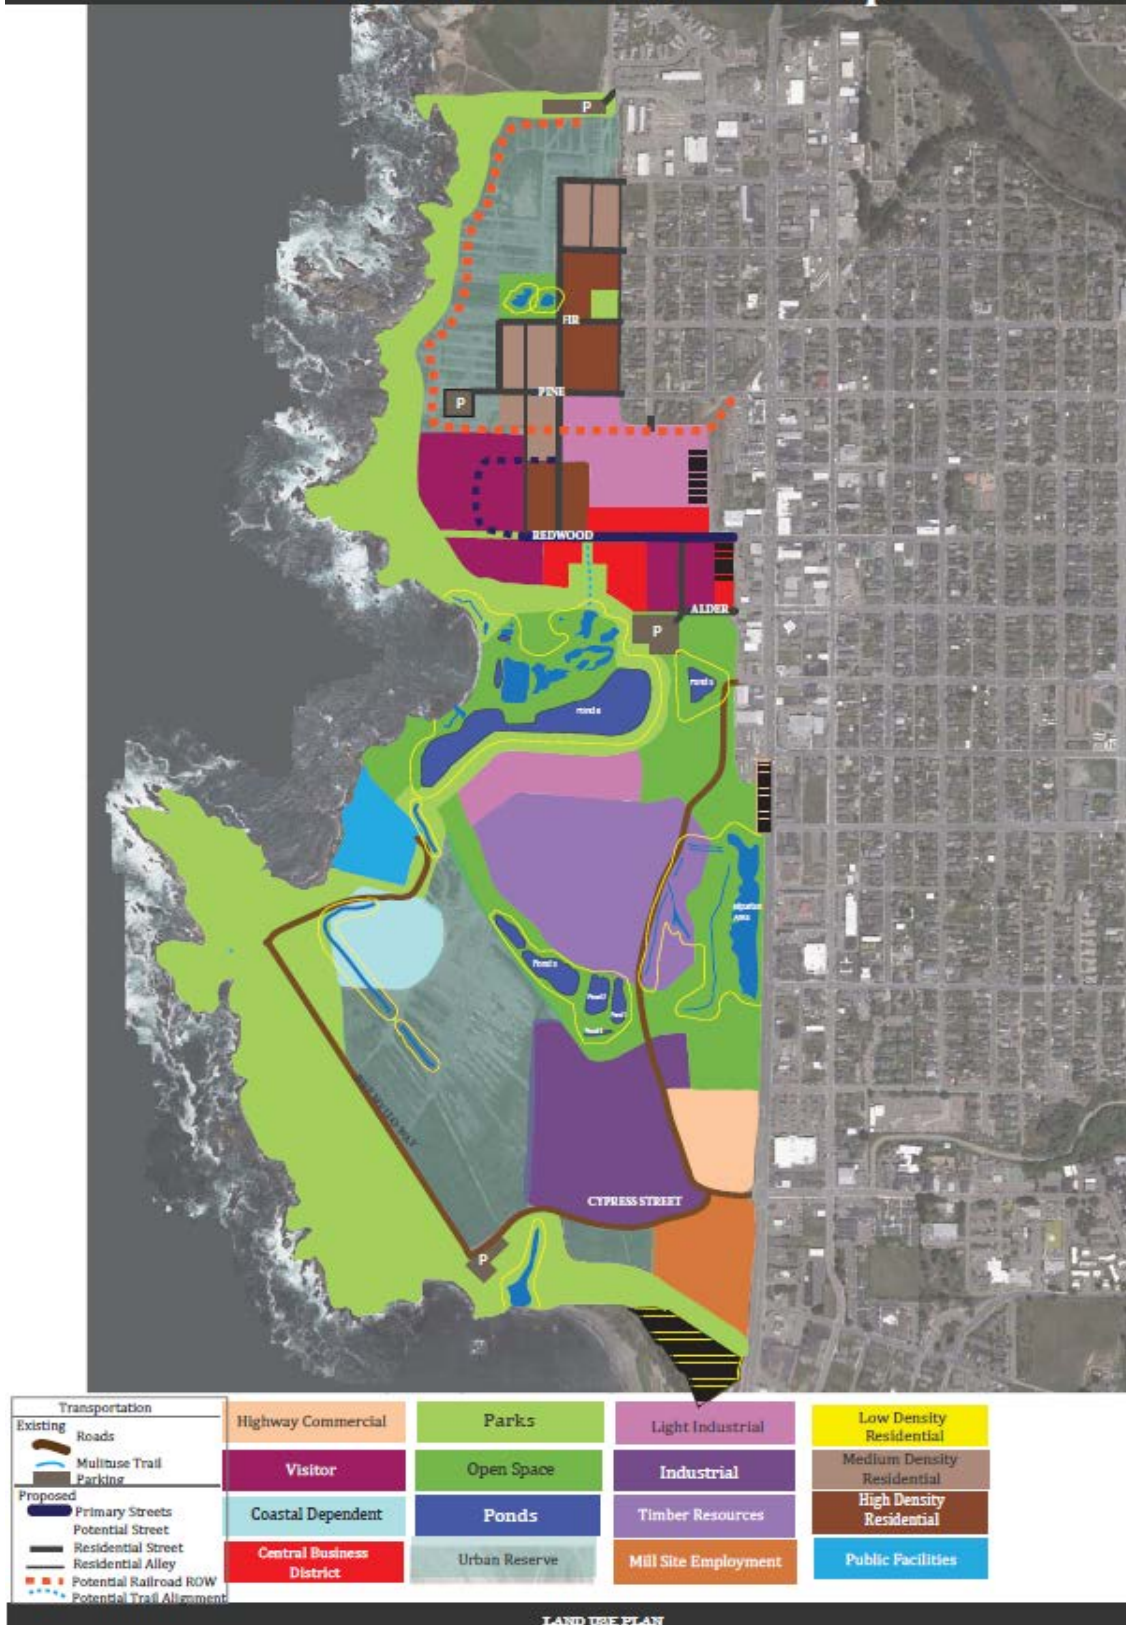 P
FIR
PINE
P
REDWOOD
ALDER
P
Ponds
CYPRESS STREET
P
Transportation
Existing
Roads
Mulituse Trail
Parking
Proposed
Primary Streets
Potential Street
Residential Street
Residential Alley
Potential Railroad ROW
Potential Trail Alignment
Highway Commercial
Parks
Light Industrial
Low Density
Residential
Visitor
Open Space
Industrial
Medium Density
Residential
Coastal Dependent
Ponds
Timber Resources
High Density
Residential
Central Business
District
Urban Reserve
Mill Site Employment
Public Facilities
LAND USE PLAN